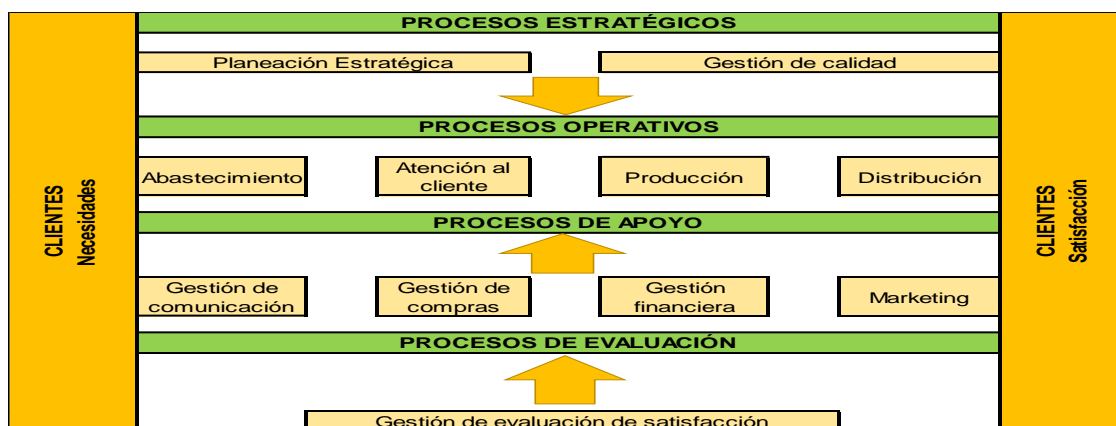 PROCESOS ESTRATÉGICOS
Planeación Estratégica
Gestión de calidad
PROCESOS OPERATIVOS
Abastecimiento
Atención al
cliente
Producción
Distribución
PROCESOS DE APOYO
Gestión de
comunicación
Gestión de
compras
Gestión
financiera
Marketing
PROCESOS DE EVALUACIÓN
Gestión de evaluación de satisfacción
CLIENTES
Necesidades
CLIENTES
Satisfacción